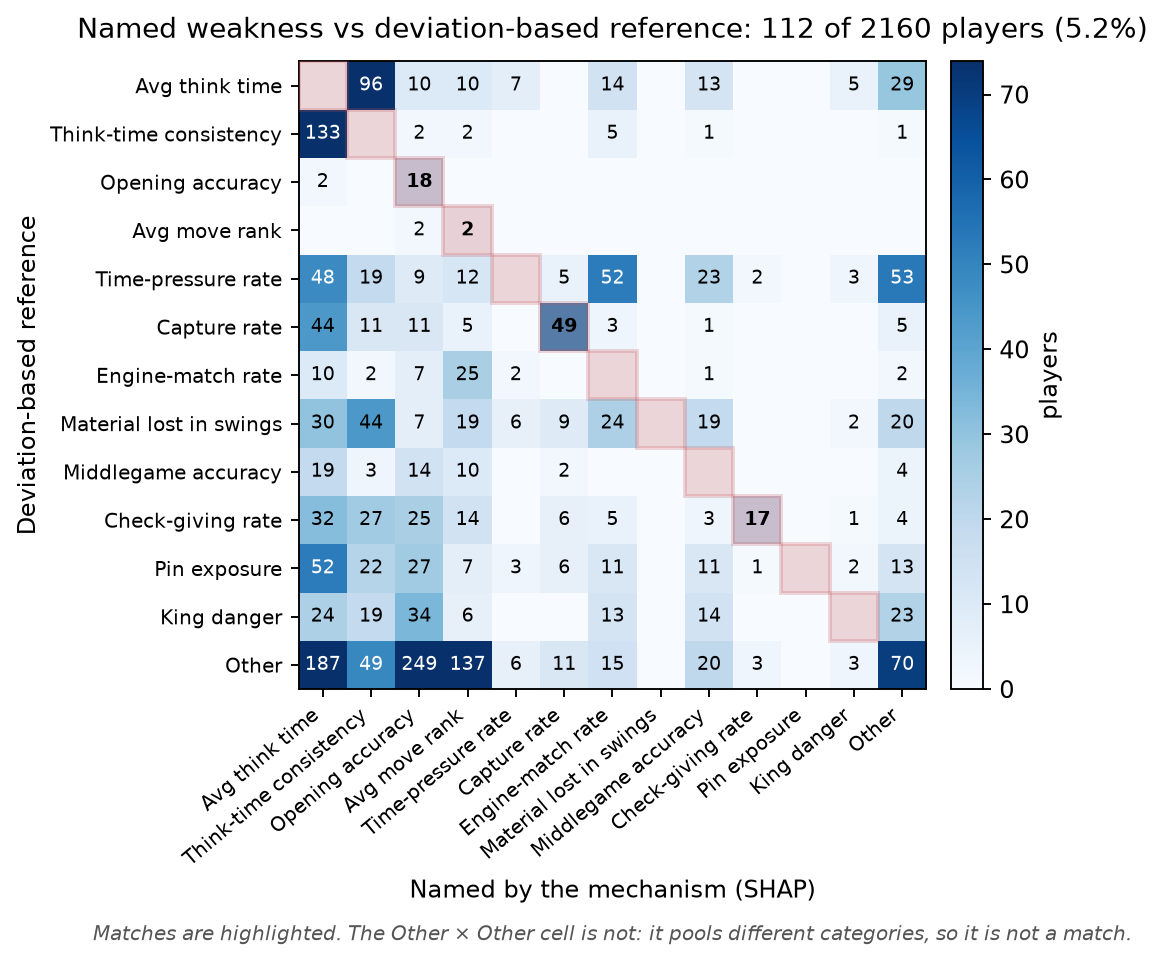 Named weakness vs deviation-based reference: 112 of 2160 players (5.2%)
Deviation-based reference
Avg think time 96 10 10 7 14 13 5 29
Think-time consistency 133 2 2 5 1 1
Opening accuracy 2 18
Avg move rank 2 2
Time-pressure rate 48 19 9 12 5 52 23 2 3 53
Capture rate 44 11 11 5 49 3 1 5
Engine-match rate 10 2 7 25 2 1 2
Material lost in swings 30 44 7 19 6 9 24 19 2 20
Middlegame accuracy 19 3 14 10 2 4
Check-giving rate 32 27 25 14 6 5 3 17 1 4
Pin exposure 52 22 27 7 3 6 11 11 1 2 13
King danger 24 19 34 6 13 14 23
Other 187 49 249 137 6 11 15 20 3 3 70
Avg think time
Think-time consistency
Opening accuracy
Avg move rank
Time-pressure rate
Capture rate
Engine-match rate
Material lost in swings
Middlegame accuracy
Check-giving rate
Pin exposure
King danger
Other
Named by the mechanism (SHAP)
70
60
50
40
30
20
10
0
players
Matches are highlighted. The Other × Other cell is not: it pools different categories, so it is not a match.